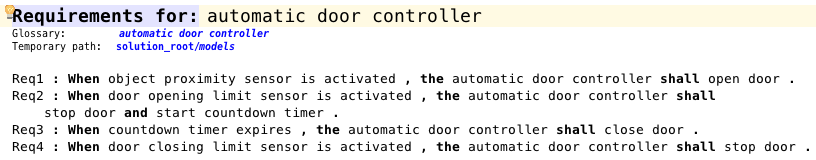 Requirements for: automatic door controller
Glossary: automatic door controller
Temporary path: solution_root/models
Req1 : When object proximity sensor is activated , the automatic door controller shall open door .
Req2 : When door opening limit sensor is activated , the automatic door controller shall
stop door and start countdown timer .
Req3 : When countdown timer expires , the automatic door controller shall close door .
Req4 : When door closing limit sensor is activated , the automatic door controller shall stop door .